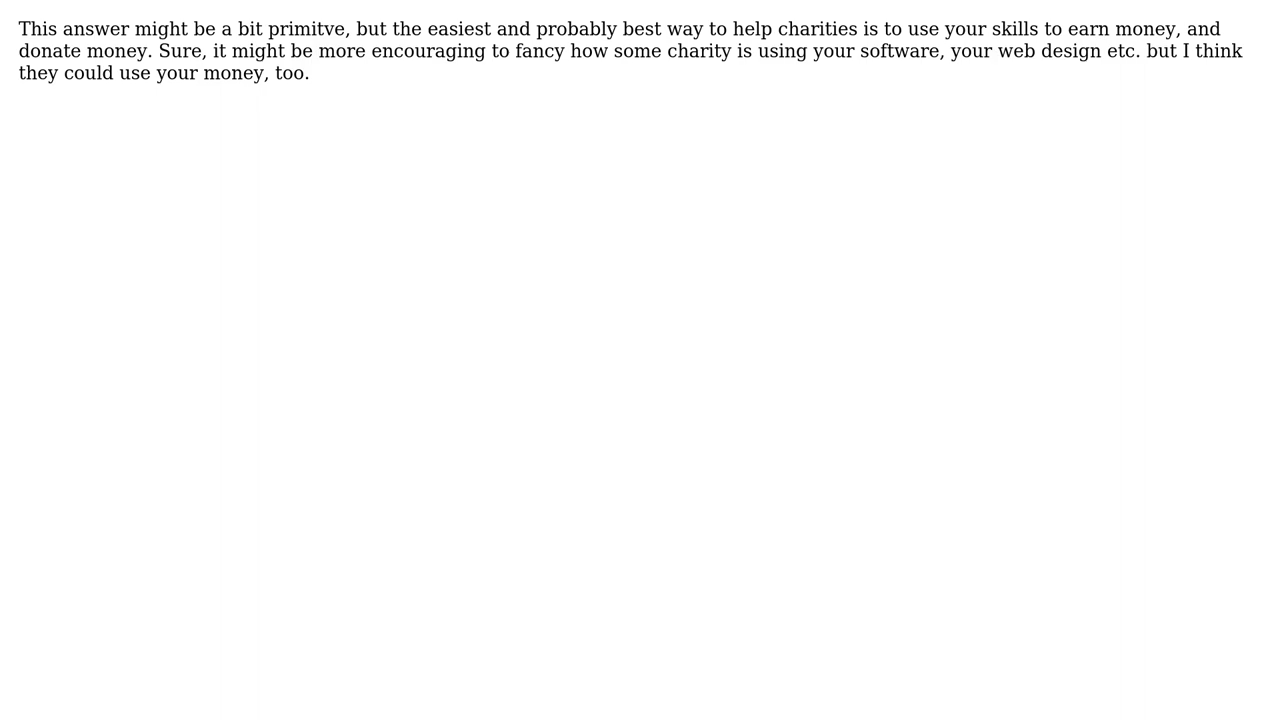 This answer might be a bit primitve, but the easiest and probably best way to help charities is to use your skills to earn money, and
donate money. Sure, it might be more encouraging to fancy how some charity is using your software, your web design etc. but I think
they could use your money, too.